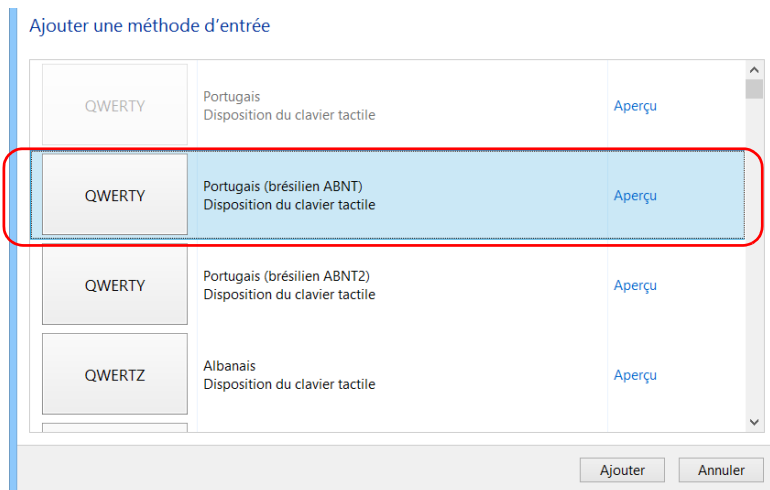 Ajouter une méthode d'entrée
QWERTY
Portugais
Disposition du clavier tactile
Aperçu
QWERTY
Portugais (brésilien ABNT)
Disposition du clavier tactile
Aperçu
QWERTY
Portugais (brésilien ABNT2)
Disposition du clavier tactile
Aperçu
QWERTZ
Albanais
Disposition du clavier tactile
Aperçu
Ajouter
Annuler